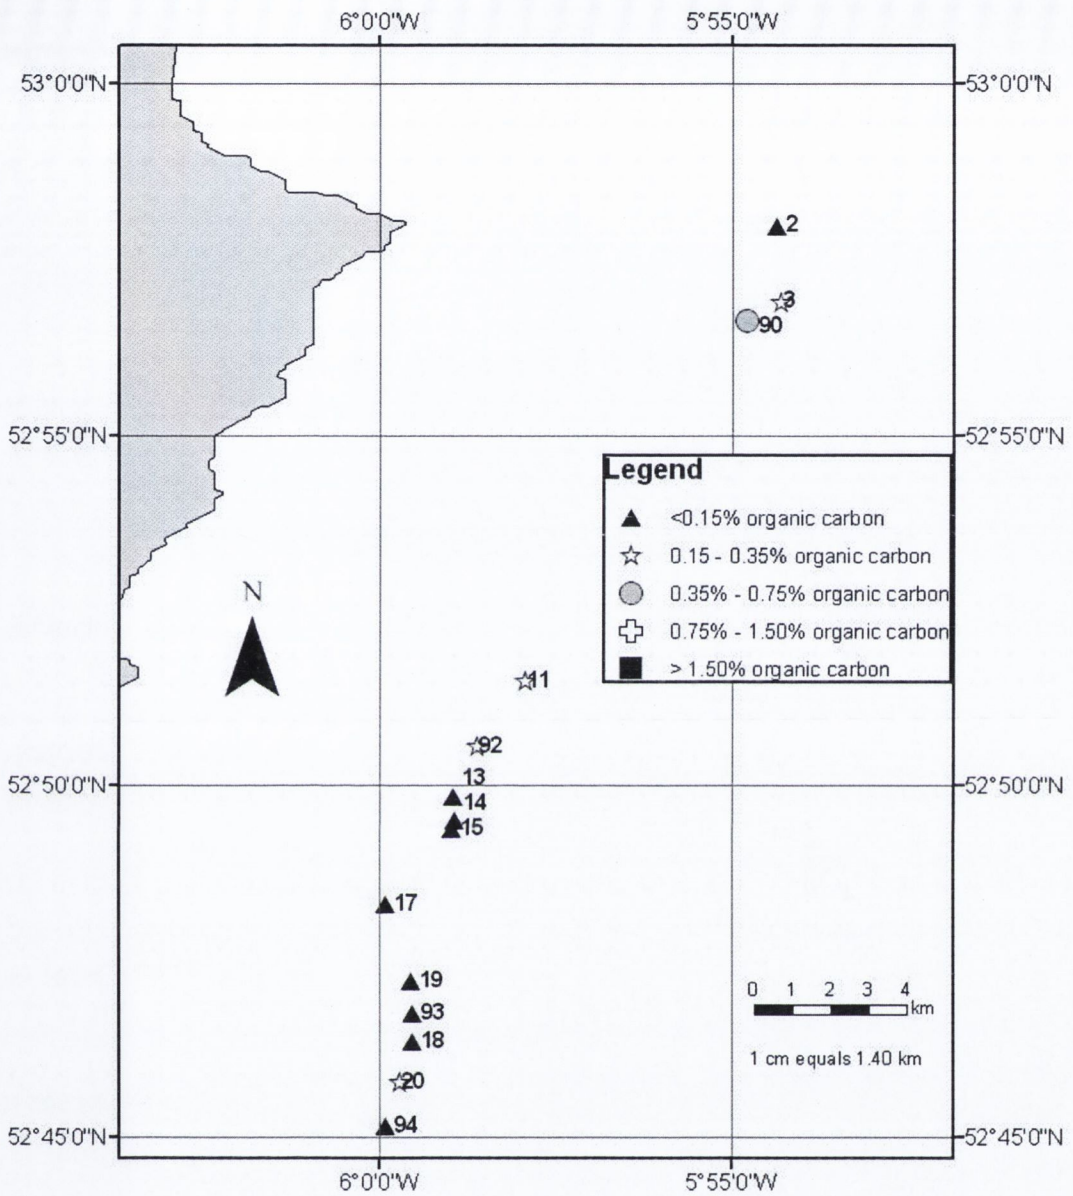 6°0'0"W 5°55'0"W
53°0'0"N 53°0'0"N
2
3
90
52°55'0"N 52°55'0"N
Legend
<0.15% organic carbon
0.15 - 0.35% organic carbon
0.35% - 0.75% organic carbon
0.75% - 1.50% organic carbon
> 1.50% organic carbon
N
11
92
13
52°50'0"N 52°50'0"N
14
15
17
19
93
18
0 1 2 3 4
km
1 cm equals 1.40 km
20
94
52°45'0"N 52°45'0"N
6°0'0"W 5°55'0"W